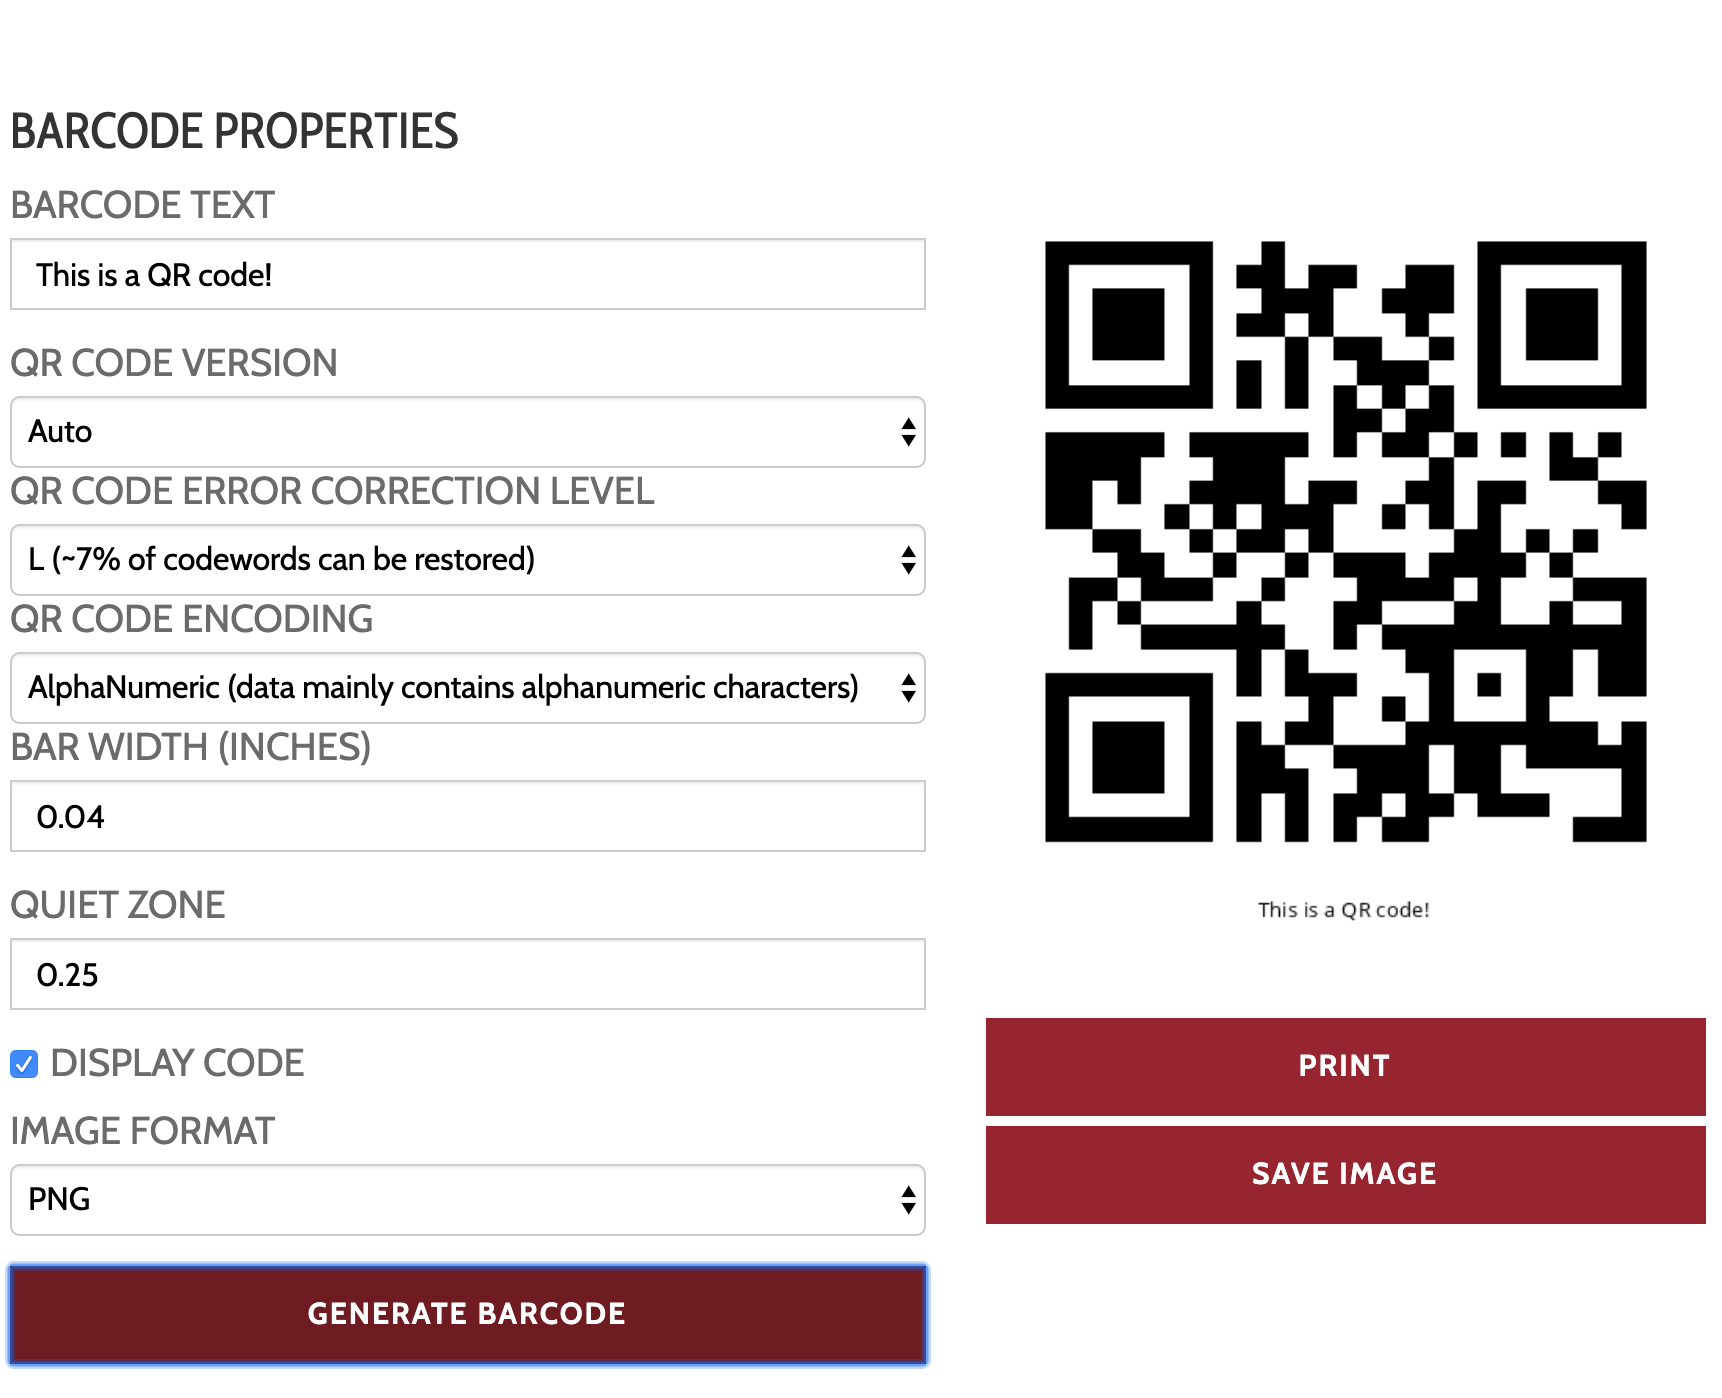 BARCODE PROPERTIES
BARCODE TEXT
This is a QR code!
QR CODE VERSION
Auto
QR CODE ERROR CORRECTION LEVEL
L (~7% of codewords can be restored)
QR CODE ENCODING
AlphaNumeric (data mainly contains alphanumeric characters)
BAR WIDTH (INCHES)
0.04
QUIET ZONE
0.25
DISPLAY CODE
IMAGE FORMAT
PNG
GENERATE BARCODE
This is a QR code!
PRINT
SAVE IMAGE